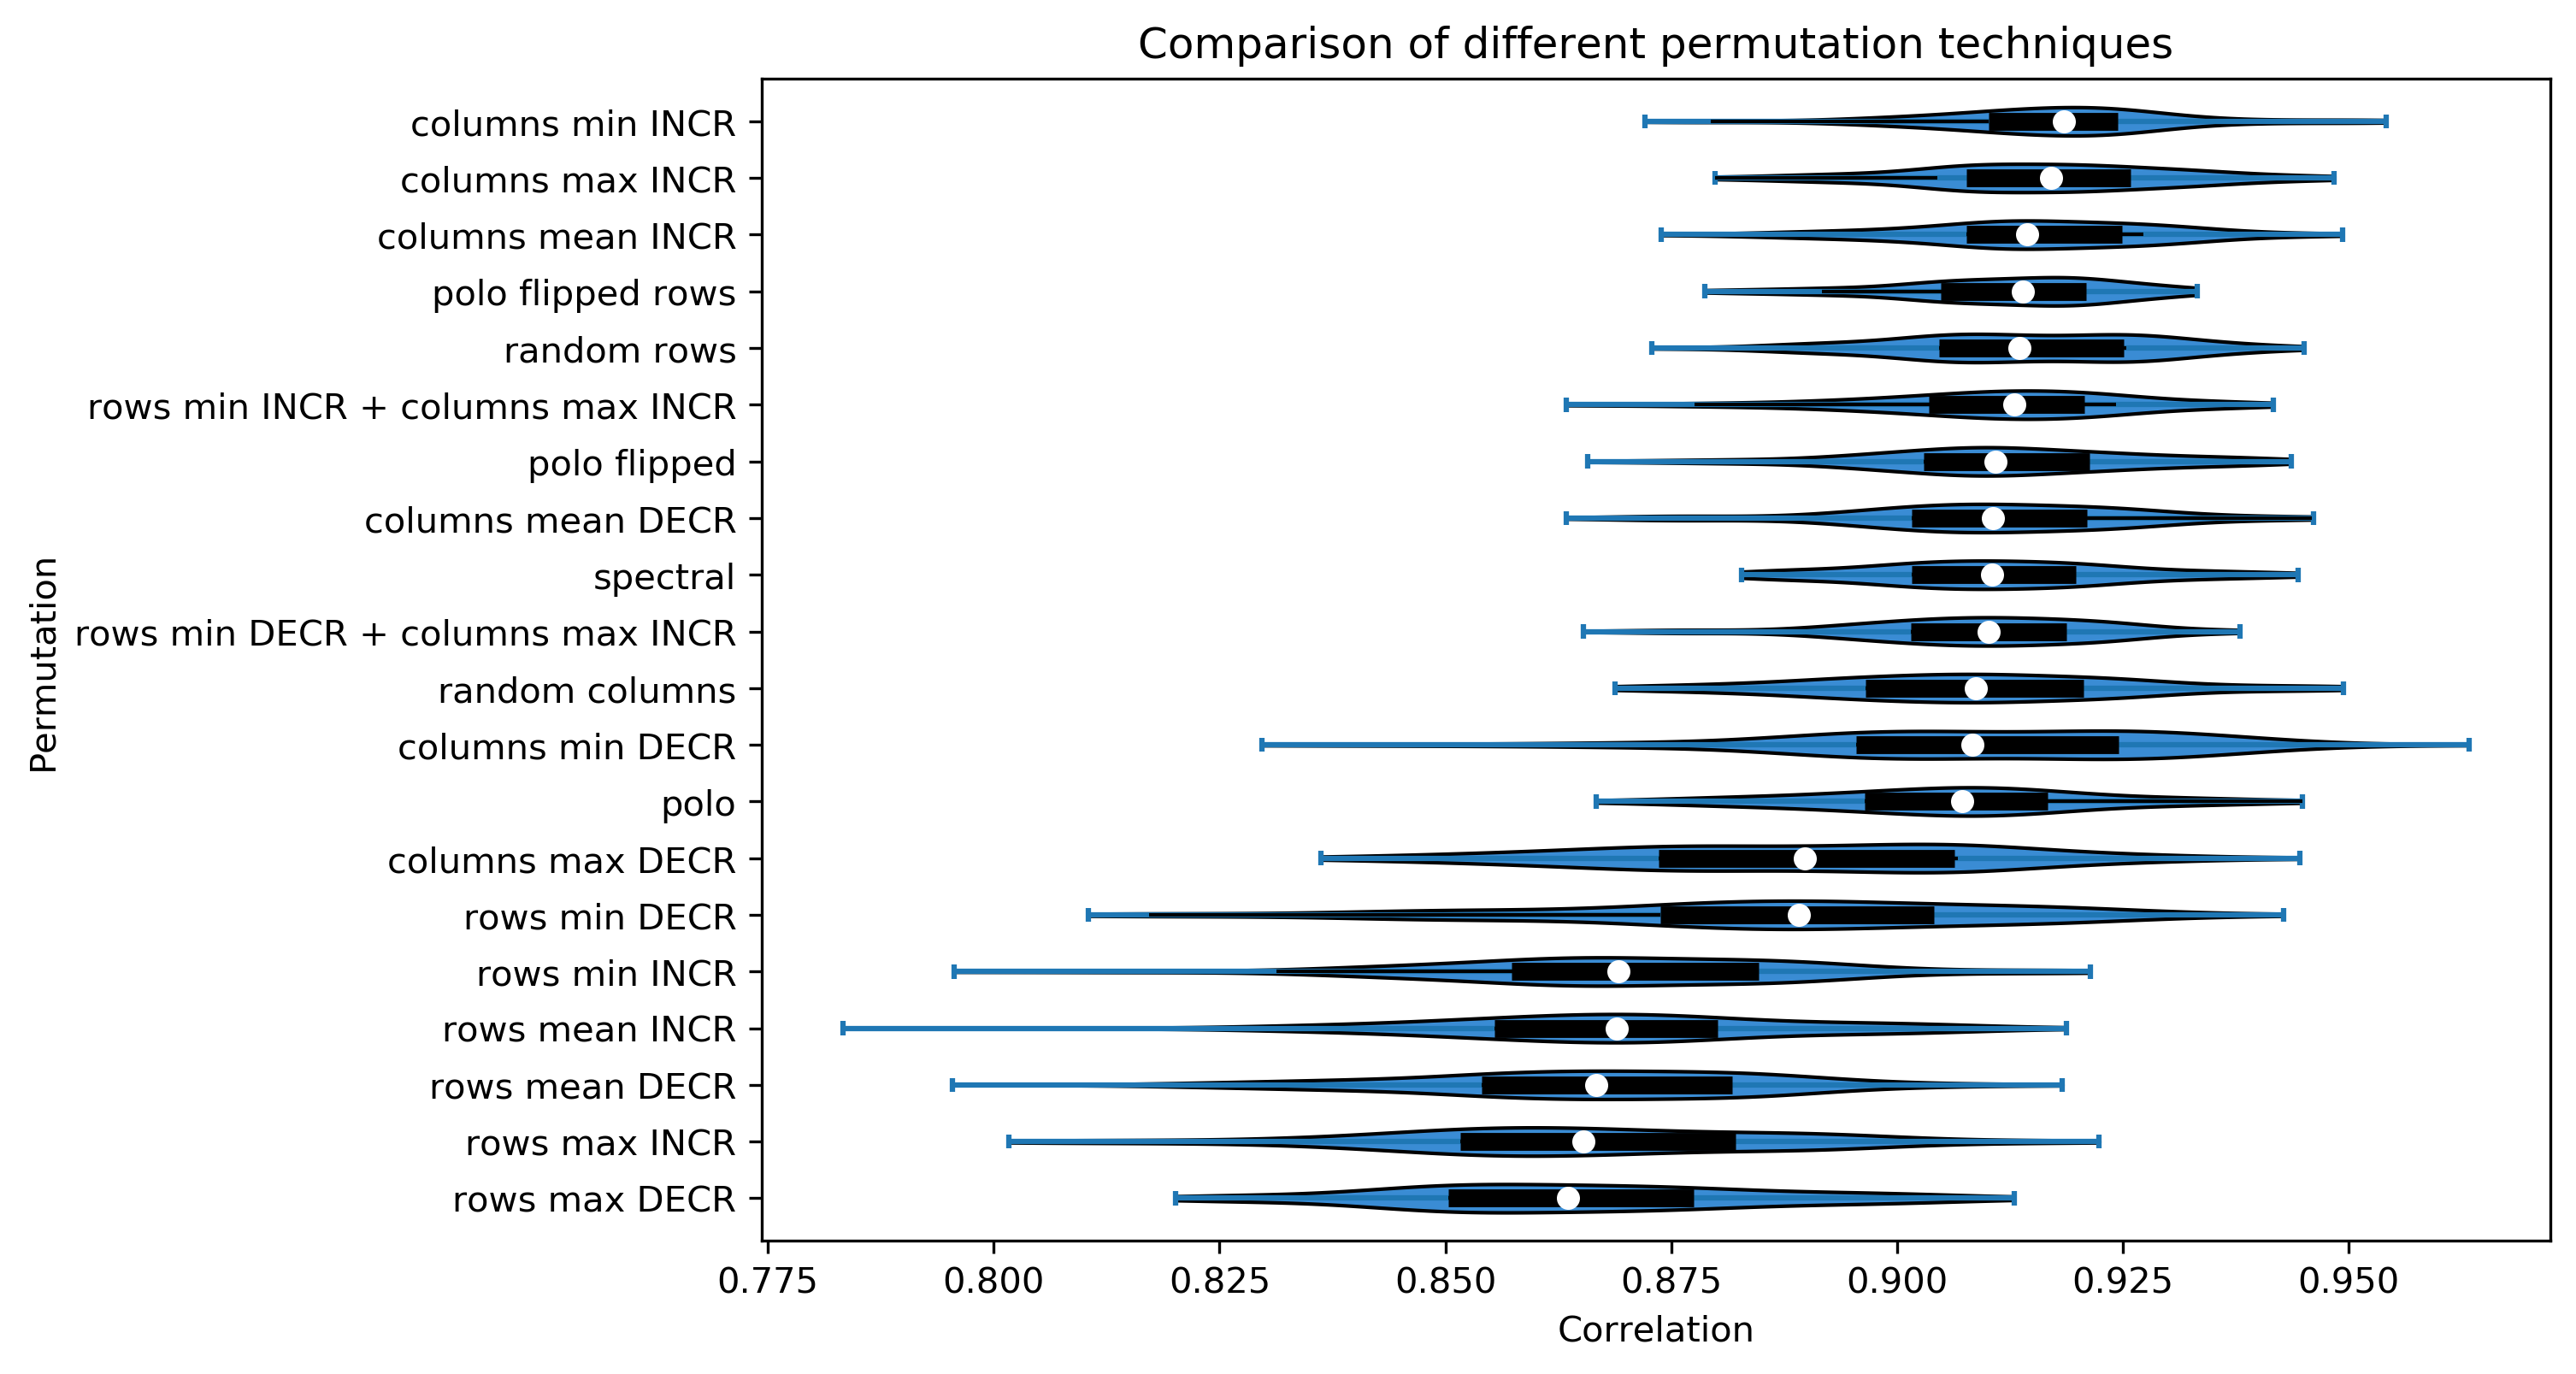 Comparison of different permutation techniques
Permutation
columns min INCR
columns max INCR
columns mean INCR
polo flipped rows
random rows
rows min INCR + columns max INCR
polo flipped
columns mean DECR
spectral
rows min DECR + columns max INCR
random columns
columns min DECR
polo
columns max DECR
rows min DECR
rows min INCR
rows mean INCR
rows mean DECR
rows max INCR
rows max DECR
0.775 0.800 0.825 0.850 0.875 0.900 0.925 0.950
Correlation